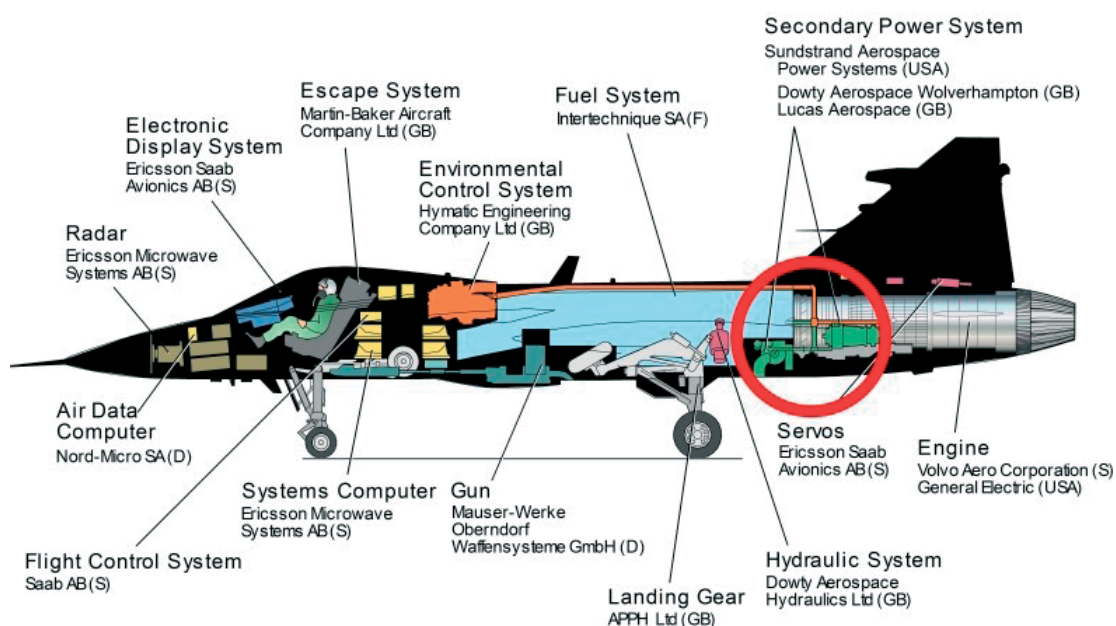 Secondary Power System
Sundstrand Aerospace
Power Systems (USA)
Dowty Aerospace Wolverhampton (GB)
Lucas Aerospace (GB)
Escape System
Martin-Baker Aircraft
Company Ltd (GB)
Fuel System
Intertechnique SA (F)
Electronic
Display System
Ericsson Saab
Avionics AB (S)
Environmental
Control System
Hymatic Engineering
Company Ltd (GB)
Radar
Ericsson Microwave
Systems AB (S)
Air Data
Computer
Nord-Micro SA (D)
Servos
Ericsson Saab
Avionics AB (S)
Engine
Volvo Aero Corporation (S)
General Electric (USA)
Systems Computer
Ericsson Microwave
Systems AB (S)
Gun
Mauser-Werke
Oberndorf
Waffensysteme GmbH (D)
Flight Control System
Saab AB (S)
Hydraulic System
Dowty Aerospace
Hydraulics Ltd (GB)
Landing Gear
APPH Ltd (GB)